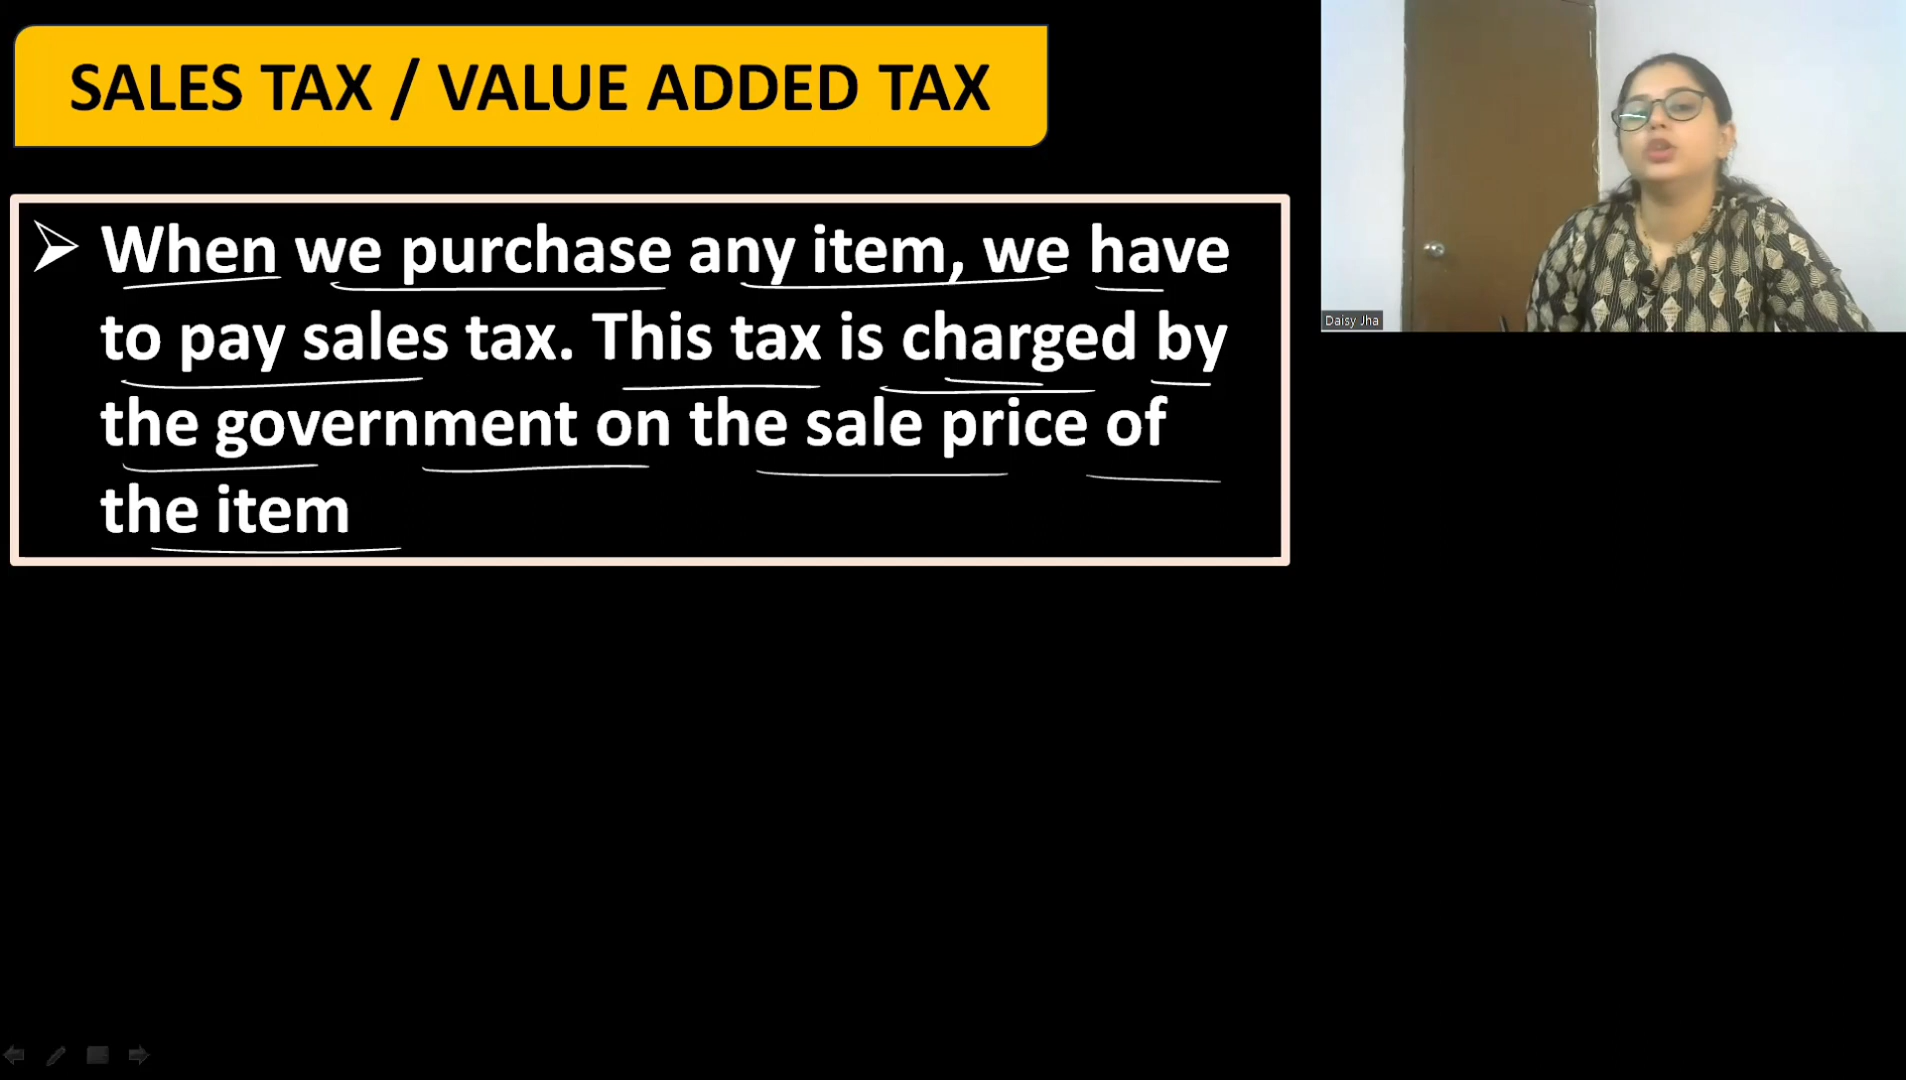 SALES TAX / VALUE ADDED TAX
When we purchase any item, we have
to pay sales tax. This tax is charged by
the government on the sale price of
the item
Daisy Jha